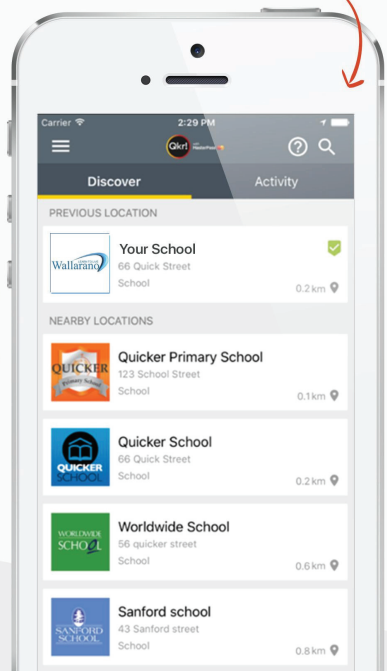 Carrier 2:29 PM
Qkr! with MasterPass
Discover Activity
PREVIOUS LOCATION
Wallarano
Your School
66 Quick Street
School
0.2 km
NEARBY LOCATIONS
QUICKER
Primary School
Quicker Primary School
123 School Street
School
0.1 km
QUICKER
SCHOOL
Quicker School
66 Quick Street
School
0.2 km
WORLDWIDE
SCHOOL
Worldwide School
56 quicker street
School
0.6 km
SANFORD
SCHOOL
Sanford school
43 Sanford street
School
0.8 km